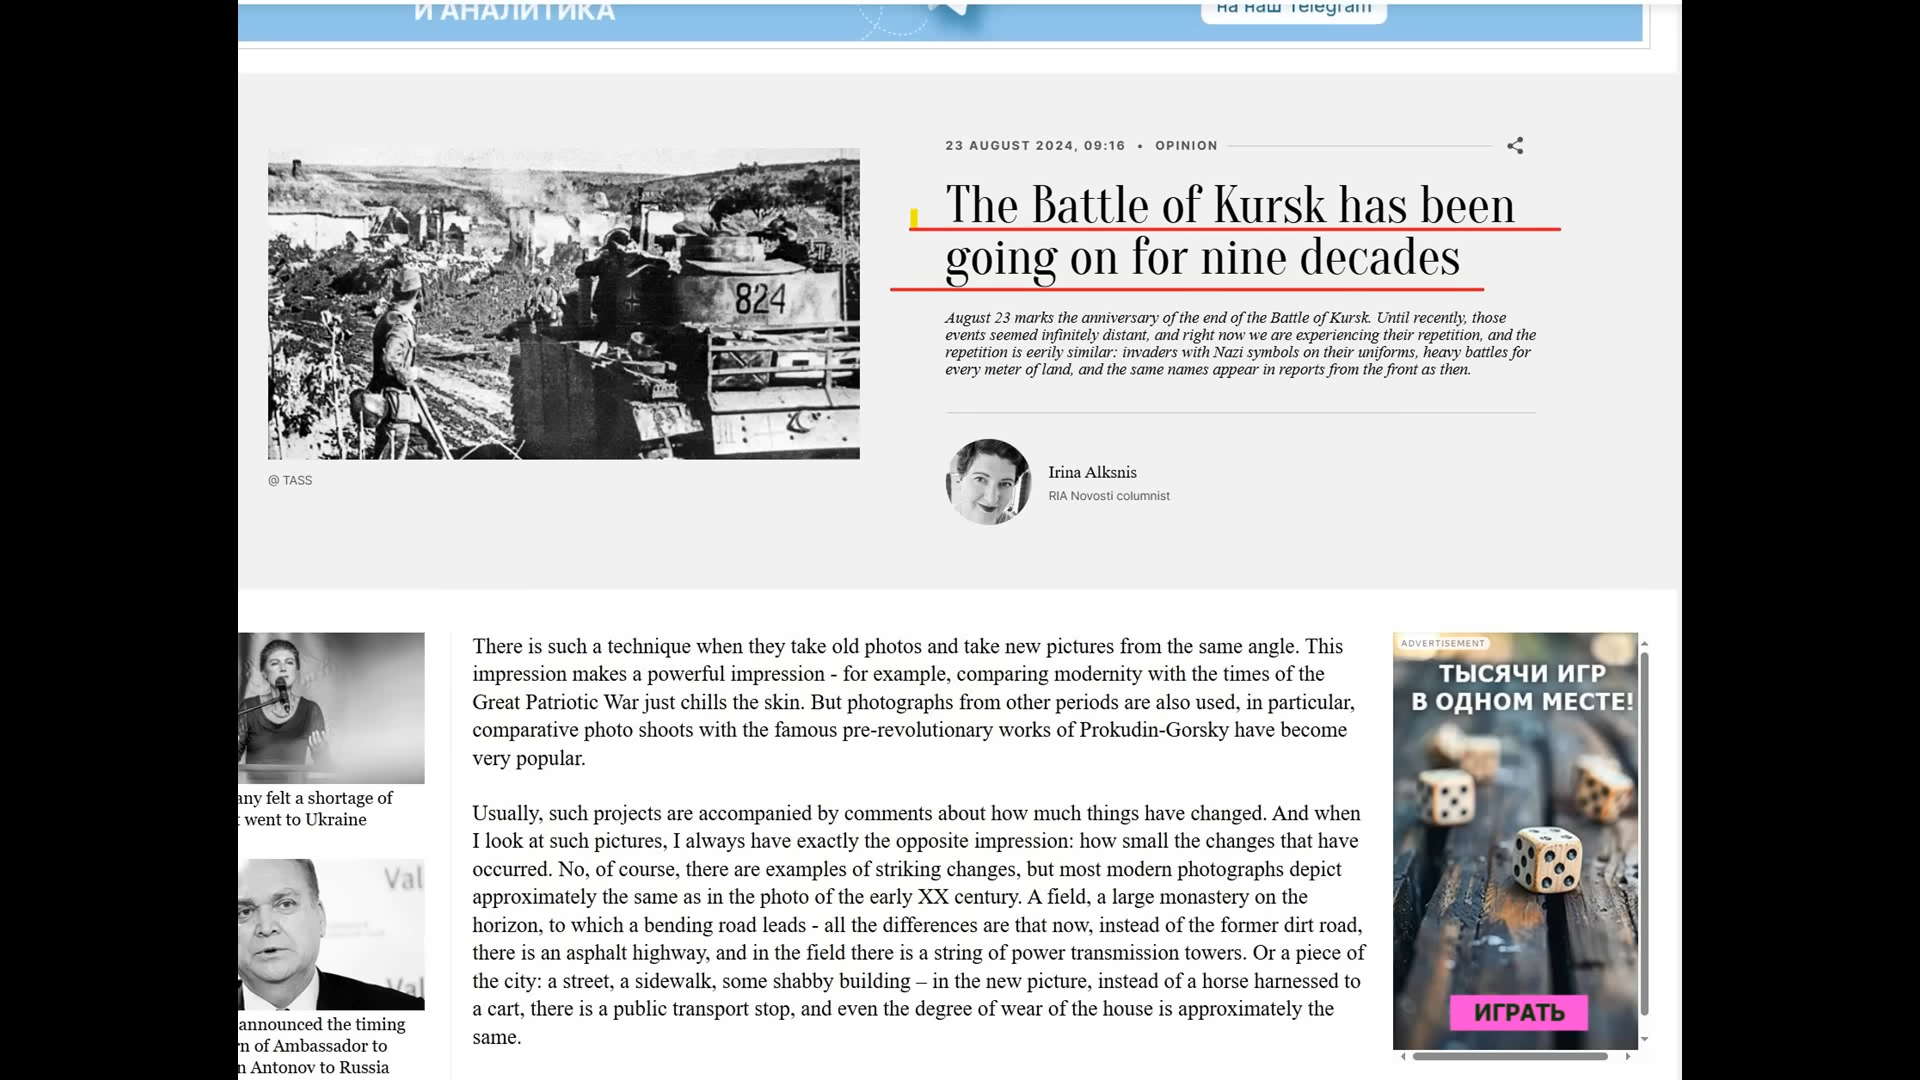 И АНАЛИТИКА
на наш Telegram
23 AUGUST 2024, 09:16 • OPINION
The Battle of Kursk has been
going on for nine decades
August 23 marks the anniversary of the end of the Battle of Kursk. Until recently, those
events seemed infinitely distant, and right now we are experiencing their repetition, and the
repetition is eerily similar: invaders with Nazi symbols on their uniforms, heavy battles for
every meter of land, and the same names appear in reports from the front as then.
824
@ TASS
Irina Alksnis
RIA Novosti columnist
any felt a shortage of
t went to Ukraine
Val
Val
announced the timing
n of Ambassador to
n Antonov to Russia
There is such a technique when they take old photos and take new pictures from the same angle. This
impression makes a powerful impression - for example, comparing modernity with the times of the
Great Patriotic War just chills the skin. But photographs from other periods are also used, in particular,
comparative photo shoots with the famous pre-revolutionary works of Prokudin-Gorsky have become
very popular.
Usually, such projects are accompanied by comments about how much things have changed. And when
I look at such pictures, I always have exactly the opposite impression: how small the changes that have
occurred. No, of course, there are examples of striking changes, but most modern photographs depict
approximately the same as in the photo of the early XX century. A field, a large monastery on the
horizon, to which a bending road leads - all the differences are that now, instead of the former dirt road,
there is an asphalt highway, and in the field there is a string of power transmission towers. Or a piece of
the city: a street, a sidewalk, some shabby building – in the new picture, instead of a horse harnessed to
a cart, there is a public transport stop, and even the degree of wear of the house is approximately the
same.
ADVERTISEMENT
ТЫСЯЧИ ИГР
В ОДНОМ МЕСТЕ!
ИГРАТЬ